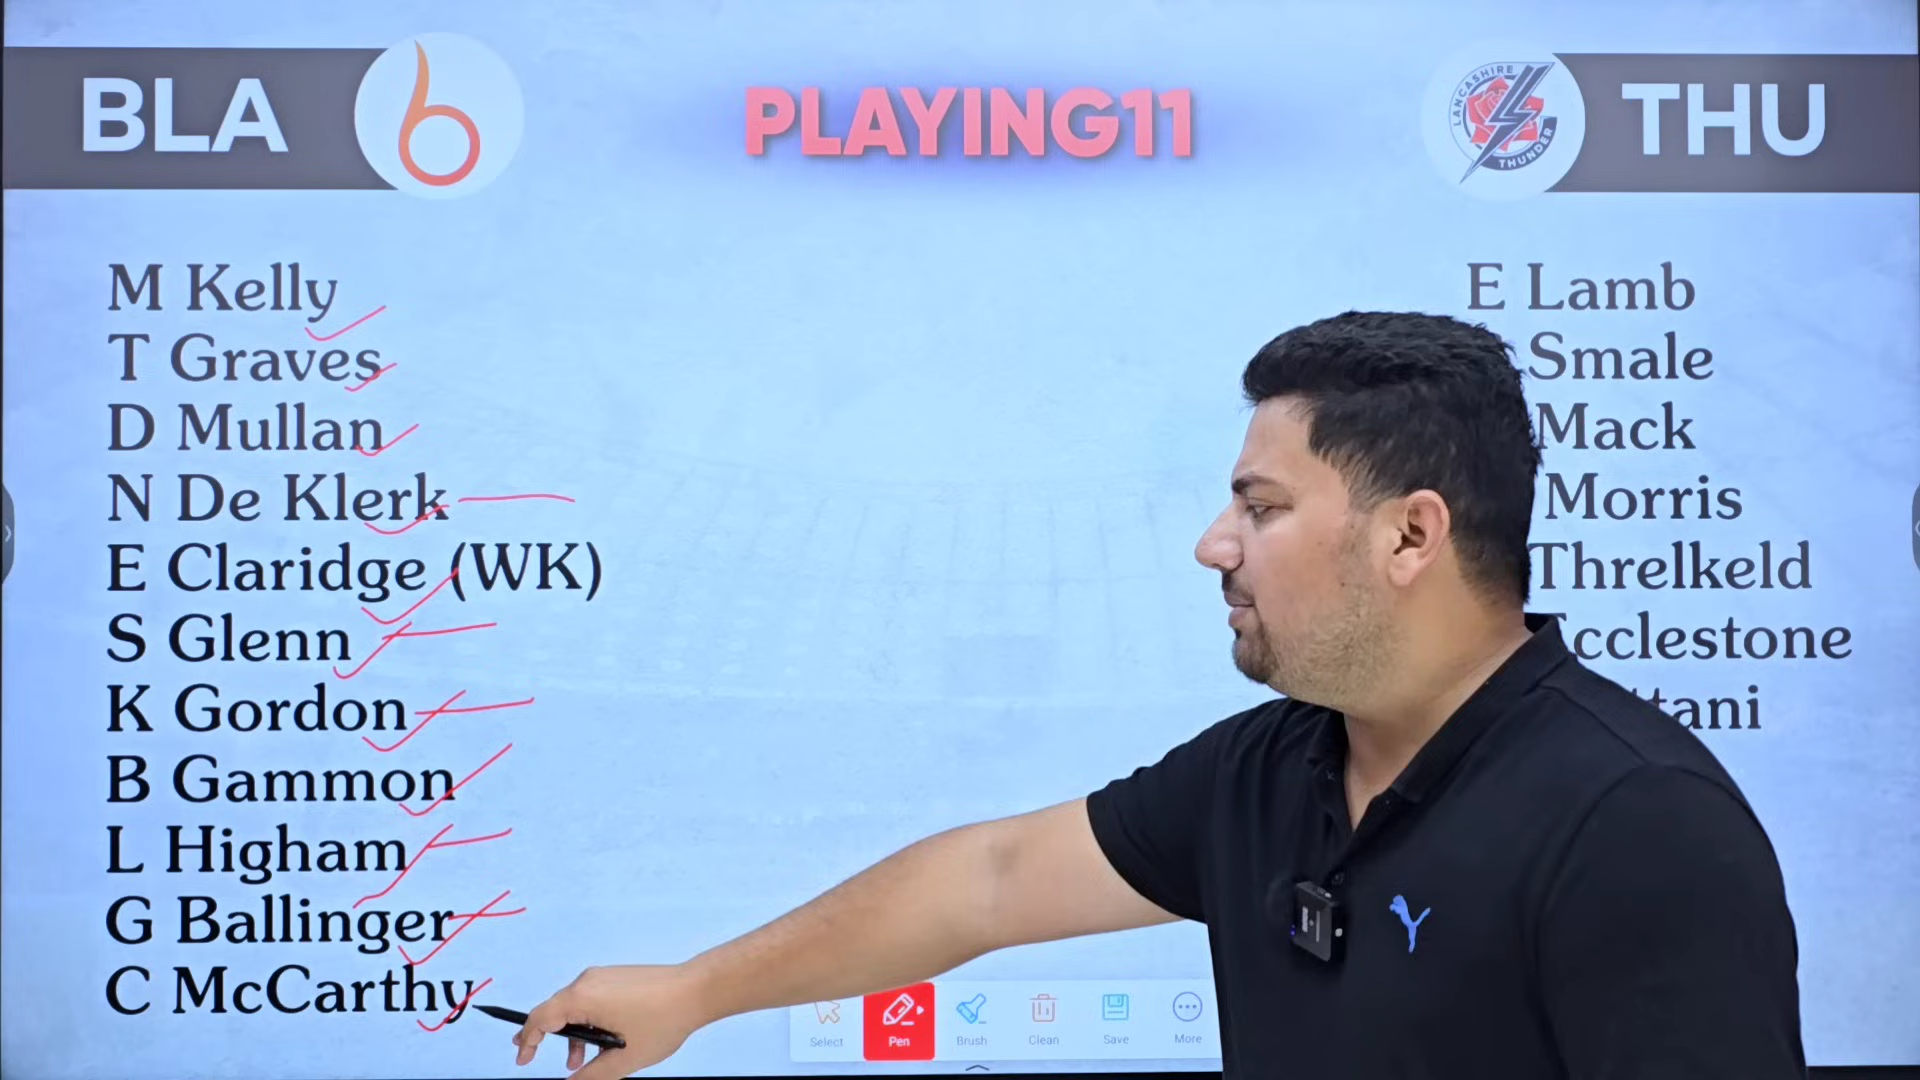 BLA
PLAYING11
LANCASHIRE
THUNDER
THU
M Kelly
T Graves
D Mullan
N De Klerk
E Claridge (WK)
S Glenn
K Gordon
B Gammon
L Higham
G Ballinger
C McCarthy
E Lamb
Smale
Mack
Morris
Threlkeld
Ecclestone
Select
Pen
Brush
Clean
Save
More